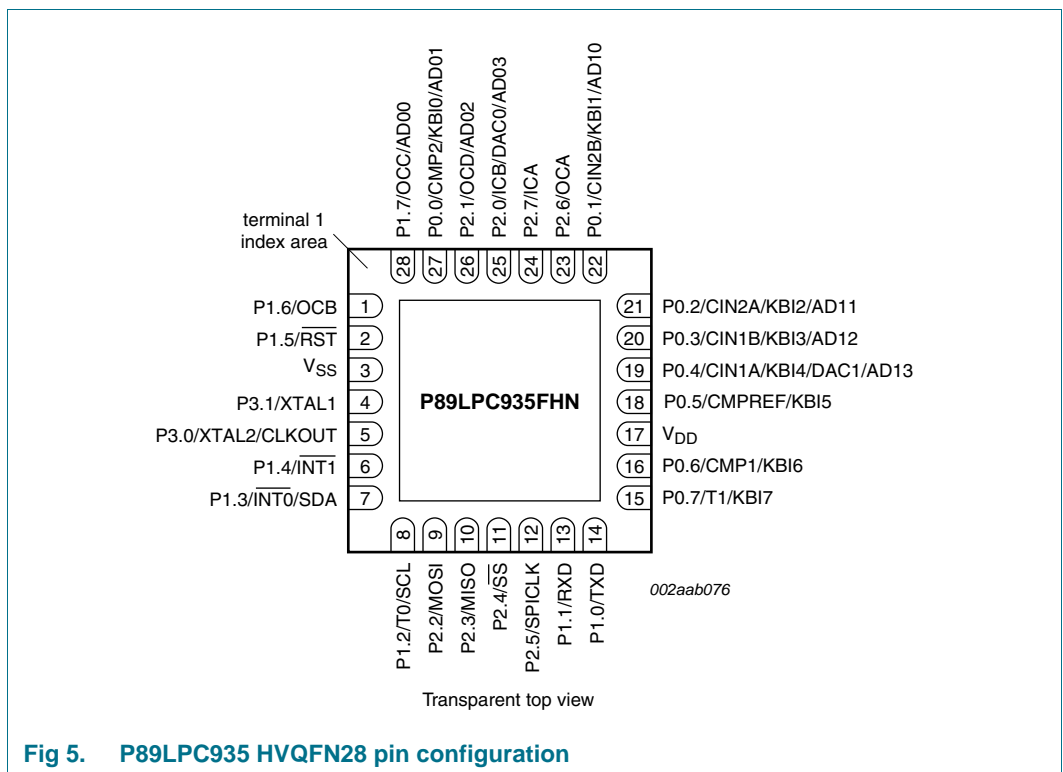 P1.7/OCC/AD00
P0.0/CMP2/KBI0/AD01
P2.1/OCD/AD02
P2.0/ICB/DAC0/AD03
P2.7/ICA
P2.6/OCA
P0.1/CIN2B/KBI1/AD10
terminal 1
index area
28
27
26
25
24
23
22
P1.6/OCB 1
P1.5/R̅S̅T̅ 2
VSS 3
P3.1/XTAL1 4
P3.0/XTAL2/CLKOUT 5
P1.4/I̅N̅T̅1̅ 6
P1.3/I̅N̅T̅0̅/SDA 7
P89LPC935FHN
21 P0.2/CIN2A/KBI2/AD11
20 P0.3/CIN1B/KBI3/AD12
19 P0.4/CIN1A/KBI4/DAC1/AD13
18 P0.5/CMPREF/KBI5
17 VDD
16 P0.6/CMP1/KBI6
15 P0.7/T1/KBI7
8
9
10
11
12
13
14
P1.2/T0/SCL
P2.2/MOSI
P2.3/MISO
P2.4/S̅S̅
P2.5/SPICLK
P1.1/RXD
P1.0/TXD
002aab076
Transparent top view
Fig 5. P89LPC935 HVQFN28 pin configuration